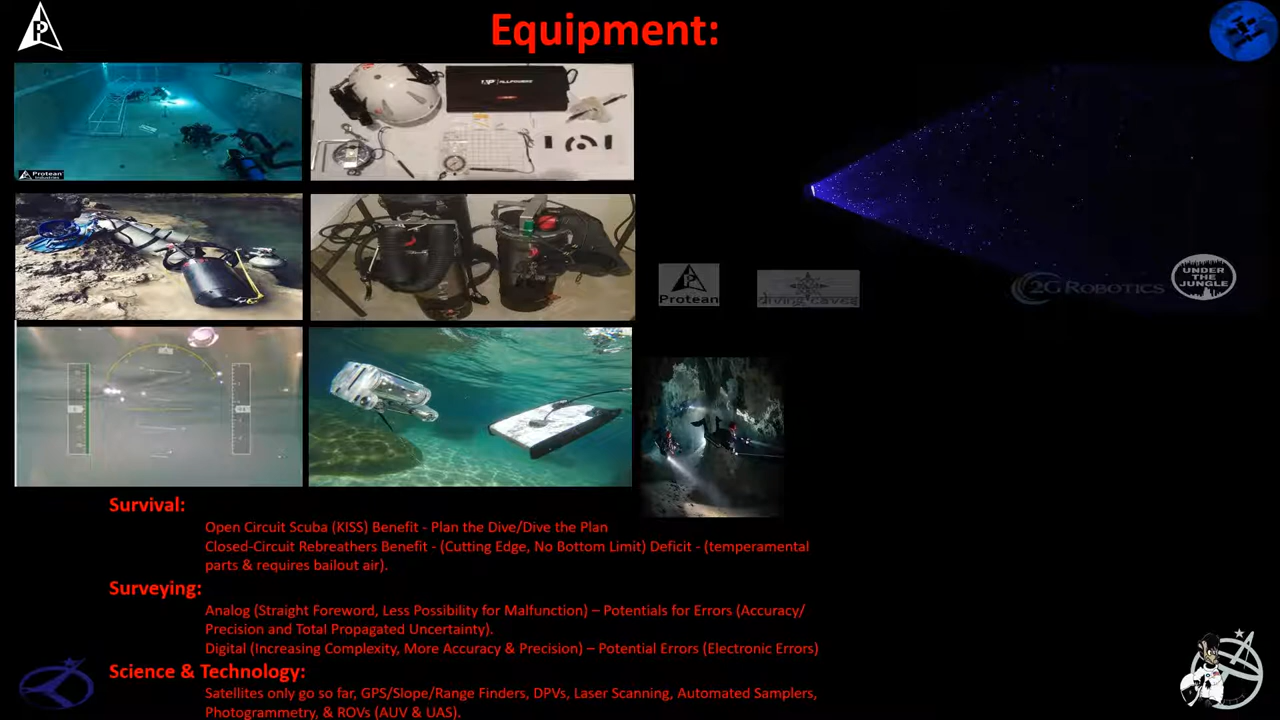 Equipment:
Protean
Industries
Protean
diving caves
2G Robotics
UNDER
THE
JUNGLE
Survival:
Open Circuit Scuba (KISS) Benefit - Plan the Dive/Dive the Plan
Closed-Circuit Rebreathers Benefit - (Cutting Edge, No Bottom Limit) Deficit - (temperamental
parts & requires bailout air).
Surveying:
Analog (Straight Foreword, Less Possibility for Malfunction) – Potentials for Errors (Accuracy/
Precision and Total Propagated Uncertainty).
Digital (Increasing Complexity, More Accuracy & Precision) – Potential Errors (Electronic Errors)
Science & Technology:
Satellites only go so far, GPS/Slope/Range Finders, DPVs, Laser Scanning, Automated Samplers,
Photogrammetry, & ROVs (AUV & UAS).